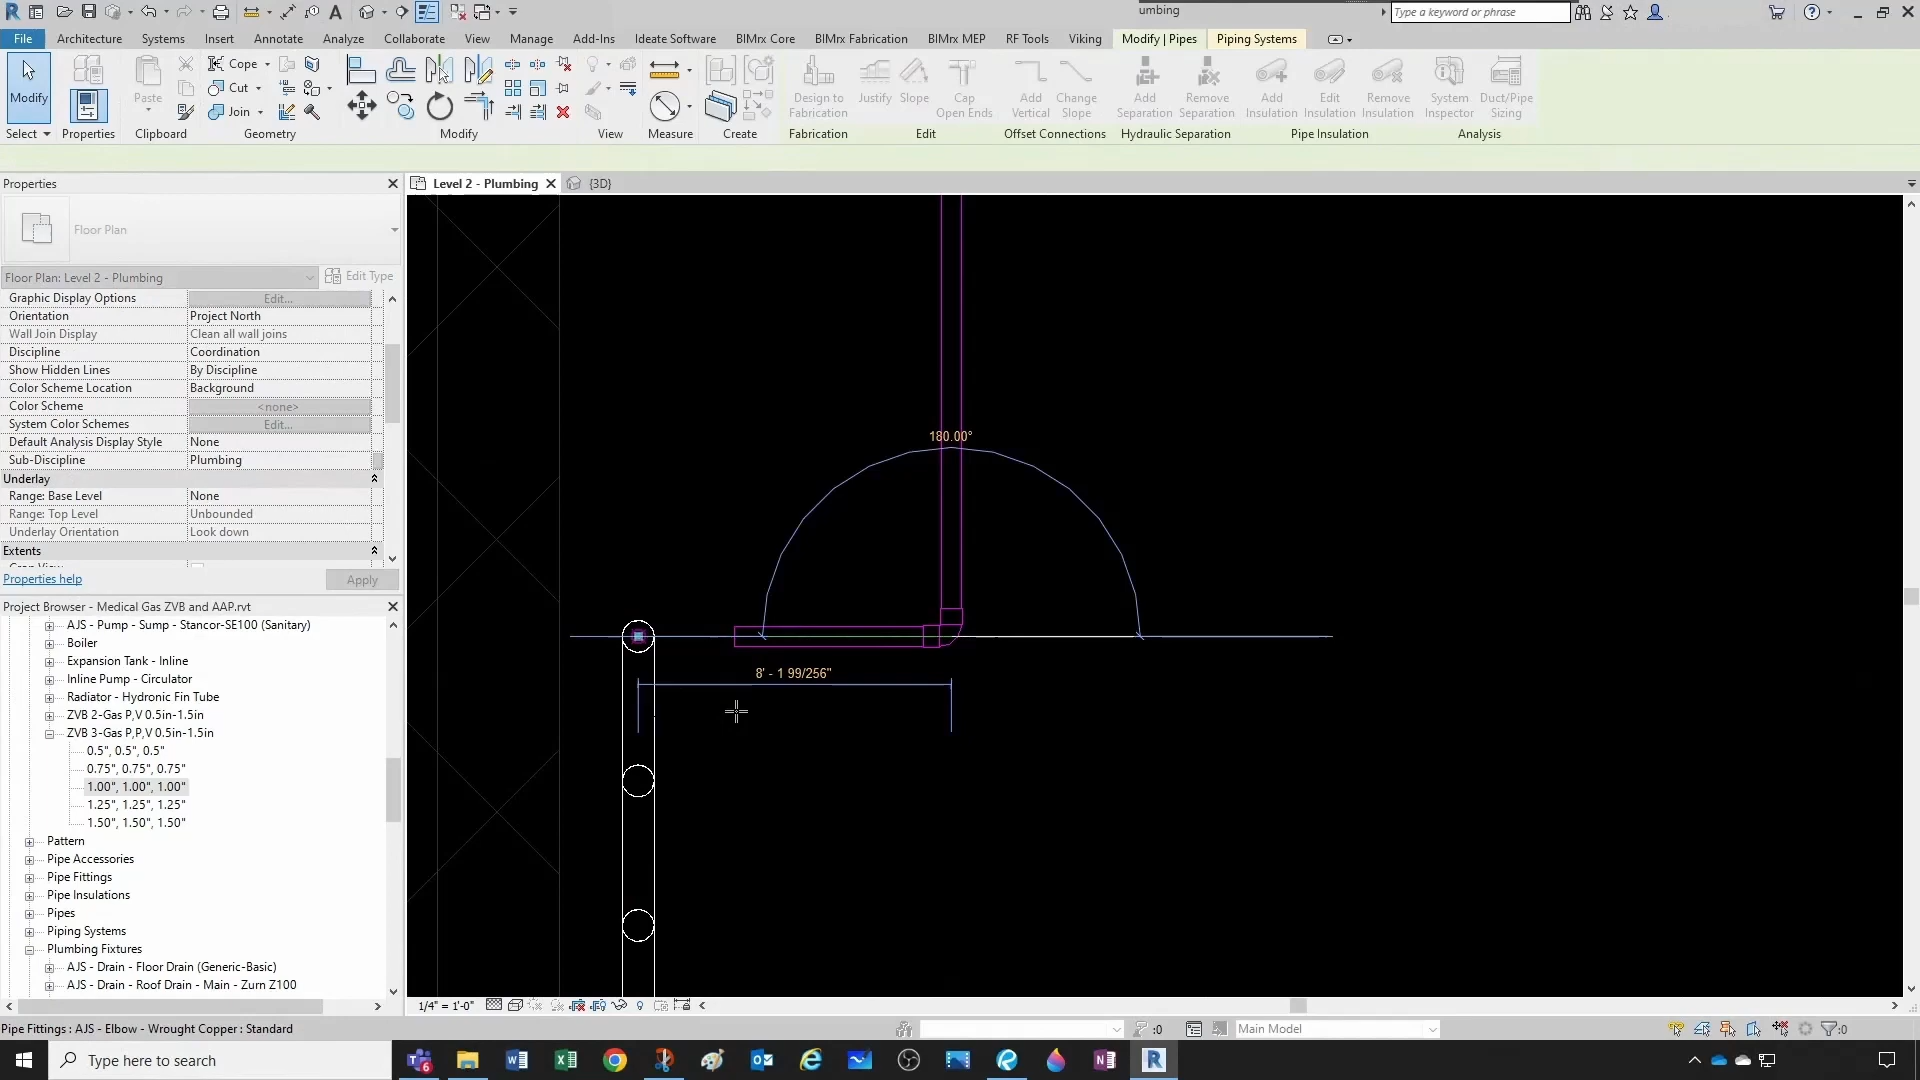 umbing
Type a keyword or phrase
File Architecture Systems Insert Annotate Analyze Collaborate View Manage Add-Ins Ideate Software BIMrx Core BIMrx Fabrication BIMrx MEP RF Tools Viking Modify | Pipes Piping Systems
Modify
Select
Properties
Paste
Clipboard
Cope
Cut
Join
Geometry
Modify
View
Measure
Create
Design to Fabrication
Fabrication
Justify Slope Cap Open Ends
Edit
Add Vertical Change Slope
Offset Connections
Add Separation Remove Separation
Hydraulic Separation
Add Insulation Edit Insulation Remove Insulation
Pipe Insulation
System Inspector Duct/Pipe Sizing
Analysis
Properties
Floor Plan
Floor Plan: Level 2 - Plumbing Edit Type
Graphic Display Options Edit...
Orientation Project North
Wall Join Display Clean all wall joins
Discipline Coordination
Show Hidden Lines By Discipline
Color Scheme Location Background
Color Scheme <none>
System Color Schemes Edit...
Default Analysis Display Style None
Sub-Discipline Plumbing
Underlay
Range: Base Level None
Range: Top Level Unbounded
Underlay Orientation Look down
Extents
Properties help Apply
Project Browser - Medical Gas ZVB and AAP.rvt
AJS - Pump - Sump - Stancor-SE100 (Sanitary)
Boiler
Expansion Tank - Inline
Inline Pump - Circulator
Radiator - Hydronic Fin Tube
ZVB 2-Gas P,V 0.5in-1.5in
ZVB 3-Gas P,P,V 0.5in-1.5in
0.5", 0.5", 0.5"
0.75", 0.75", 0.75"
1.00", 1.00", 1.00"
1.25", 1.25", 1.25"
1.50", 1.50", 1.50"
Pattern
Pipe Accessories
Pipe Fittings
Pipe Insulations
Pipes
Piping Systems
Plumbing Fixtures
AJS - Drain - Floor Drain (Generic-Basic)
AJS - Drain - Roof Drain - Main - Zurn Z100
Level 2 - Plumbing {3D}
180.00°
8' - 1 99/256"
1/4" = 1'-0"
Pipe Fittings : AJS - Elbow - Wrought Copper : Standard
:0
Main Model
:0
Type here to search
6